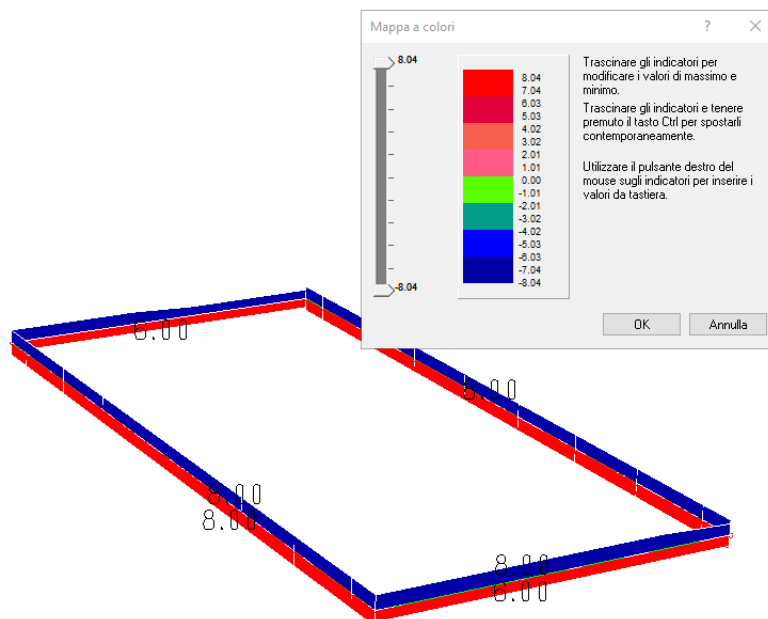 Mappa a colori
?
8.04
-8.04
8.04
7.04
6.03
5.03
4.02
3.02
2.01
1.01
0.00
-1.01
-2.01
-3.02
-4.02
-5.03
-6.03
-7.04
-8.04
Trascinare gli indicatori per
modificare i valori di massimo e
minimo.
Trascinare gli indicatori e tenere
premuto il tasto Ctrl per spostarli
contemporaneamente.
Utilizzare il pulsante destro del
mouse sugli indicatori per inserire i
valori da tastiera.
OK
Annulla
6.00
8.00
8.00
8.00
8.00
6.00